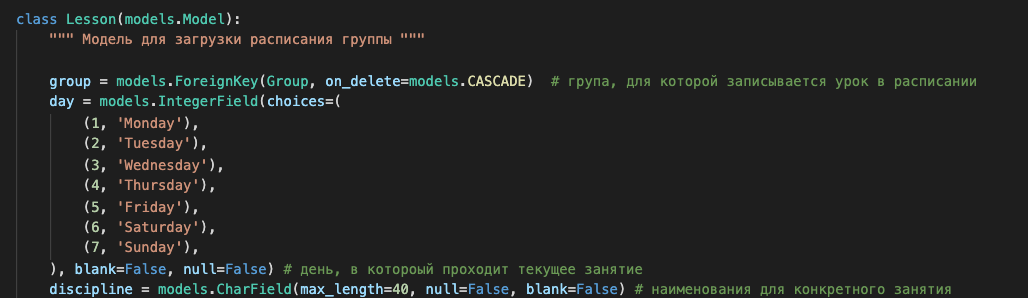 class Lesson(models.Model):
""" Модель для загрузки расписания группы """
group = models.ForeignKey(Group, on_delete=models.CASCADE)  # група, для которой записывается урок в расписании
day = models.IntegerField(choices=(
(1, 'Monday'),
(2, 'Tuesday'),
(3, 'Wednesday'),
(4, 'Thursday'),
(5, 'Friday'),
(6, 'Saturday'),
(7, 'Sunday'),
), blank=False, null=False) # день, в котороый проходит текущее занятие
discipline = models.CharField(max_length=40, null=False, blank=False) # наименования для конкретного занятия